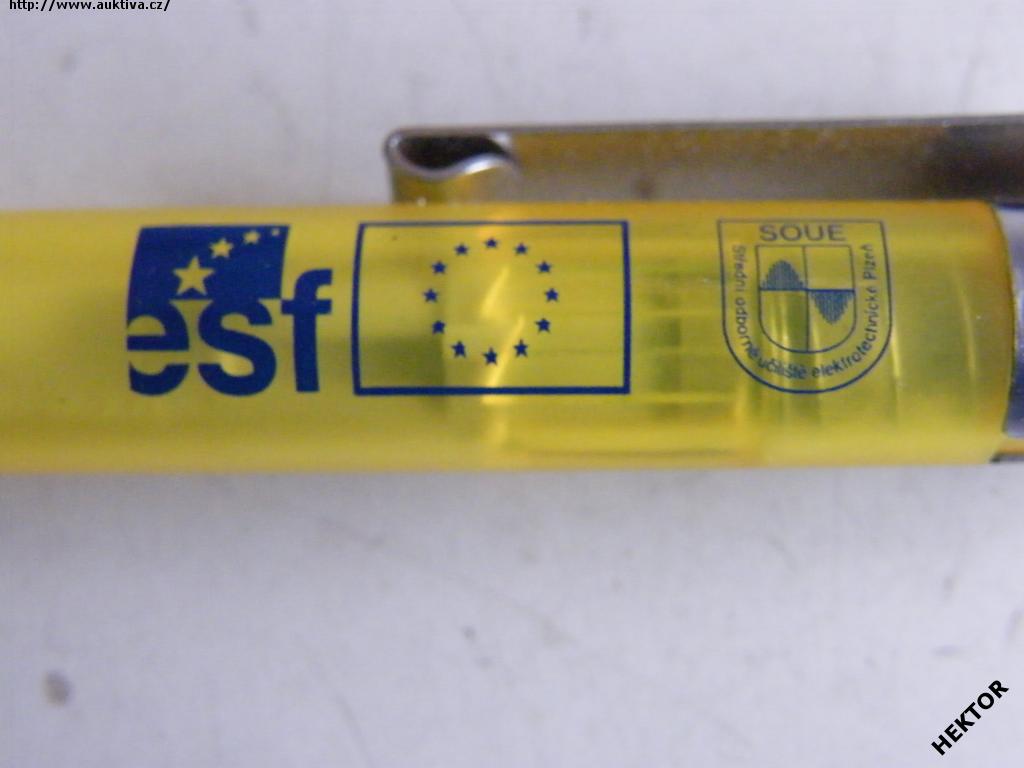 http://www.auktiva.cz/
esf
SOUE
Střední odborné učiliště elektrotechnické Plzeň
HEKTOR